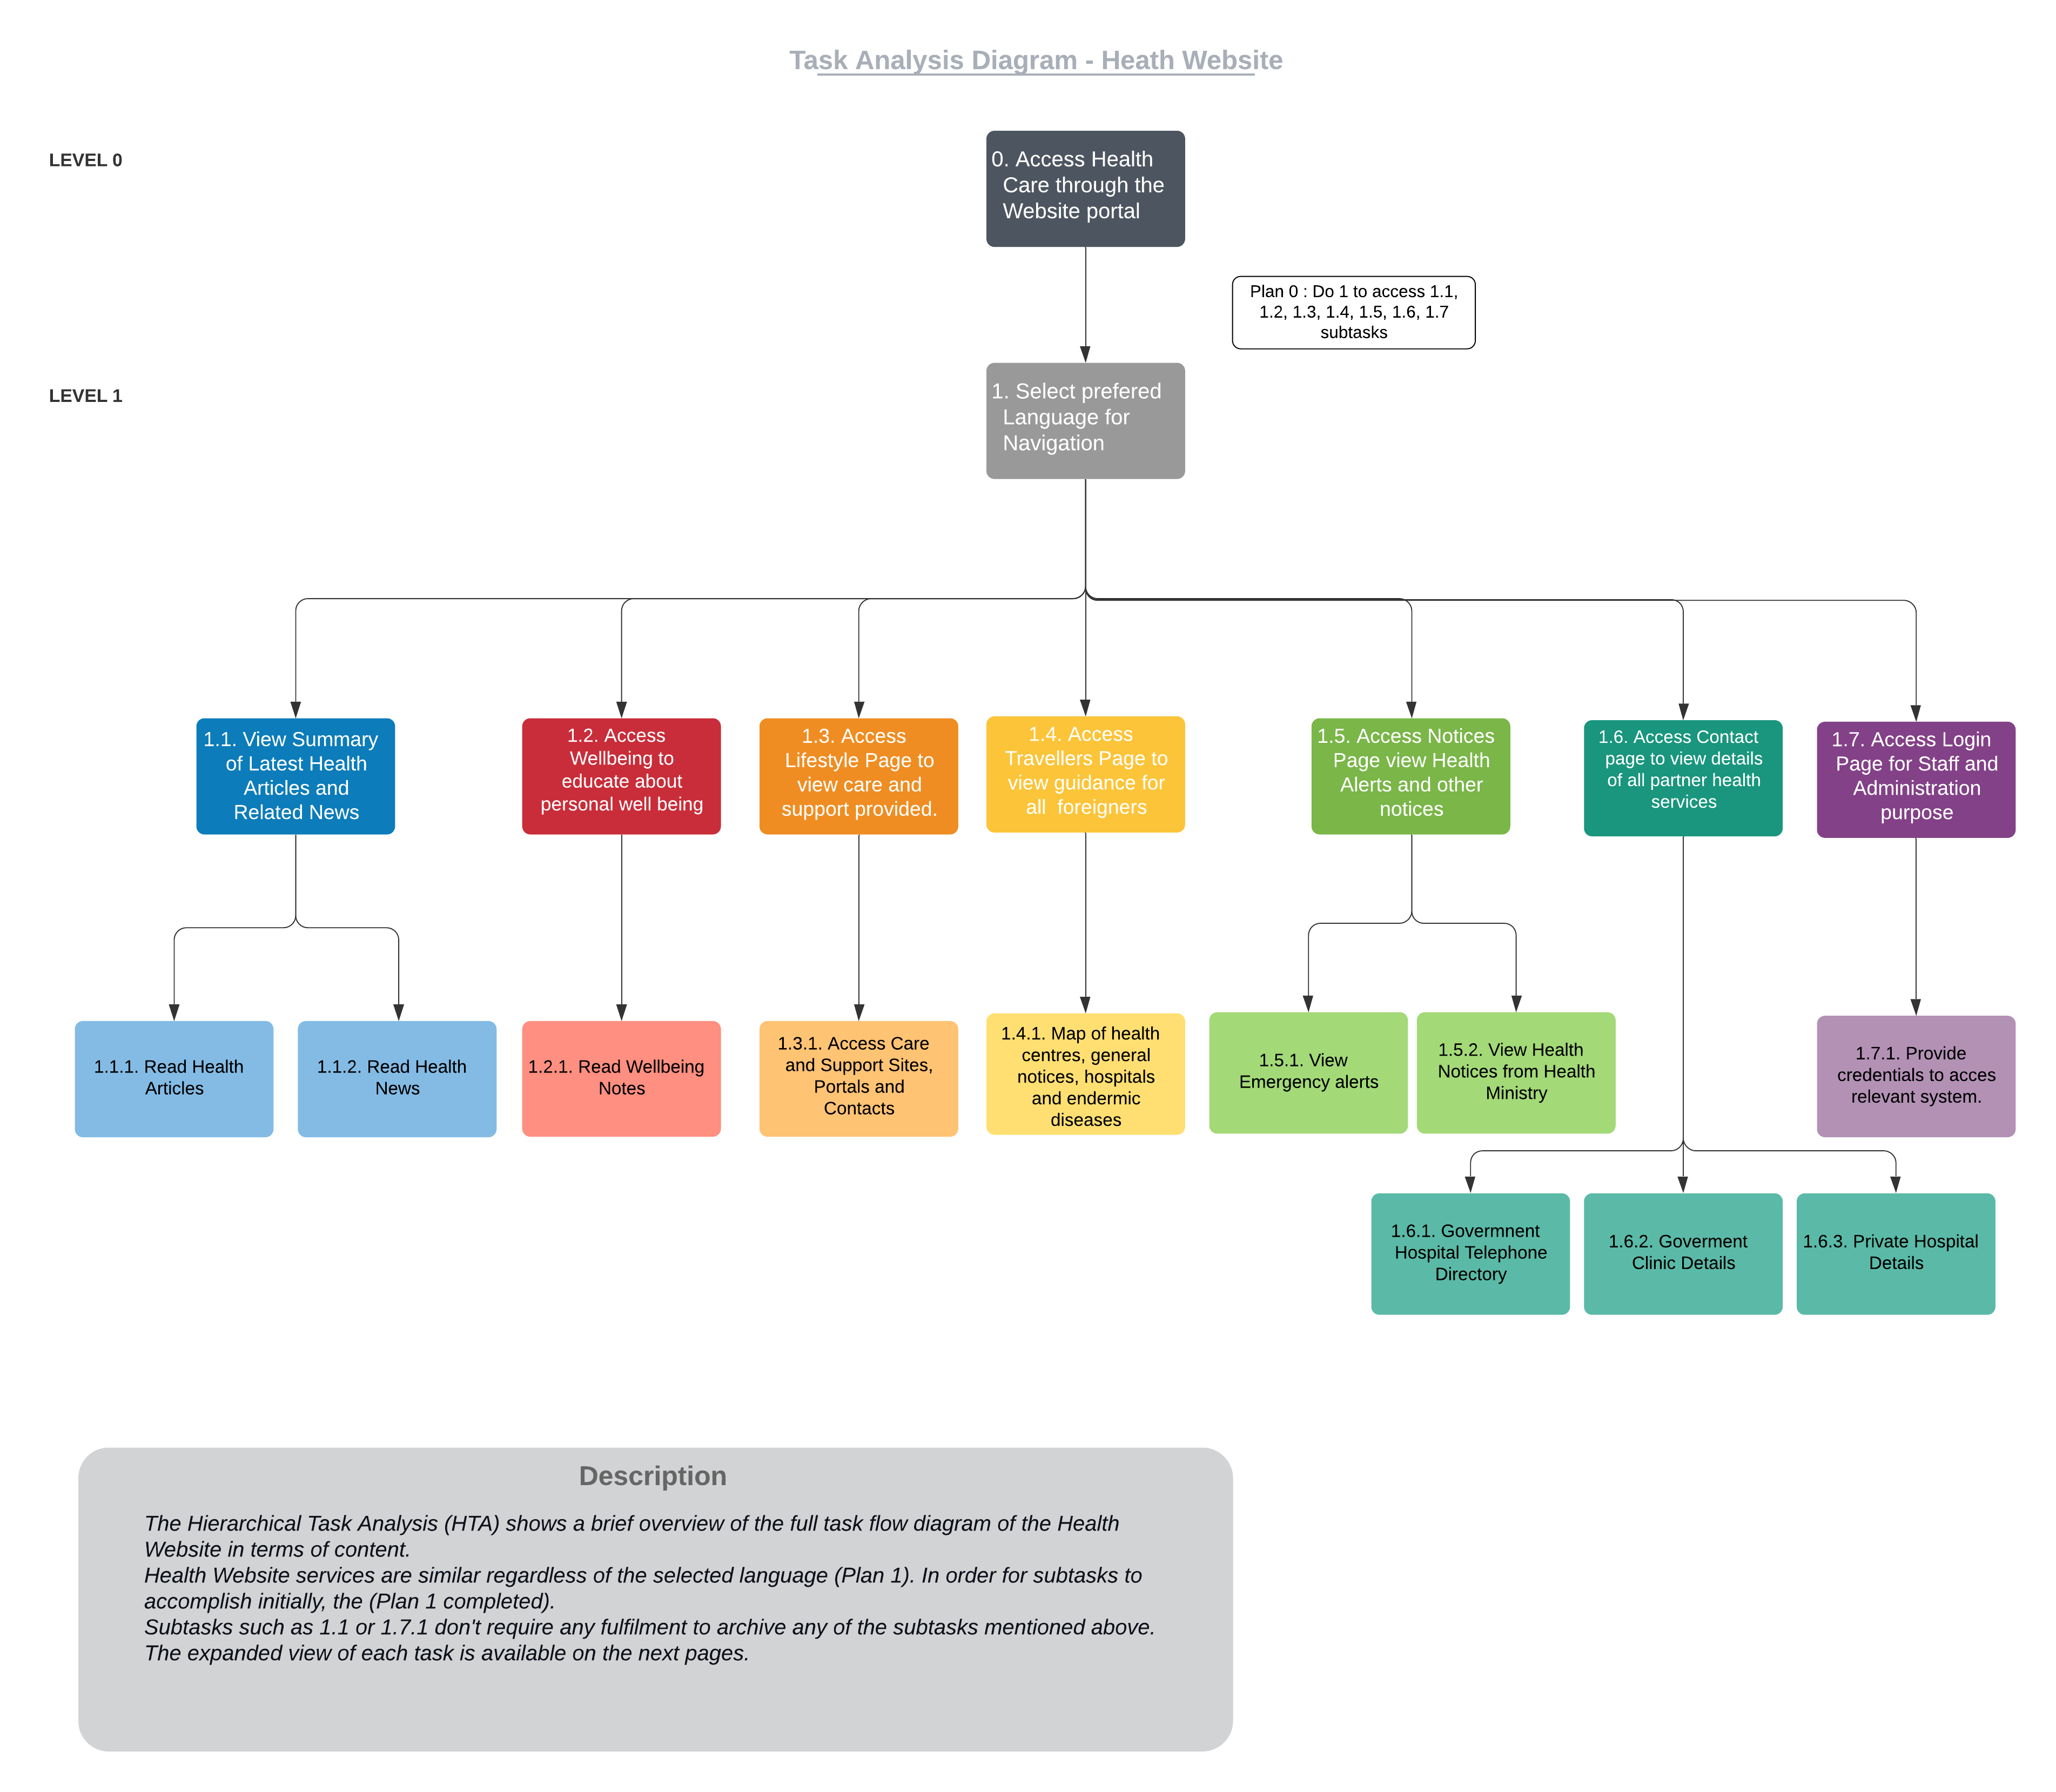 Task Analysis Diagram - Heath Website
LEVEL 0
0. Access Health
Care through the
Website portal
Plan 0 : Do 1 to access 1.1,
1.2, 1.3, 1.4, 1.5, 1.6, 1.7
subtasks
LEVEL 1
1. Select prefered
Language for
Navigation
1.1. View Summary
of Latest Health
Articles and
Related News
1.2. Access
Wellbeing to
educate about
personal well being
1.3. Access
Lifestyle Page to
view care and
support provided.
1.4. Access
Travellers Page to
view guidance for
all foreigners
1.5. Access Notices
Page view Health
Alerts and other
notices
1.6. Access Contact
page to view details
of all partner health
services
1.7. Access Login
Page for Staff and
Administration
purpose
1.1.1. Read Health
Articles
1.1.2. Read Health
News
1.2.1. Read Wellbeing
Notes
1.3.1. Access Care
and Support Sites,
Portals and
Contacts
1.4.1. Map of health
centres, general
notices, hospitals
and endermic
diseases
1.5.1. View
Emergency alerts
1.5.2. View Health
Notices from Health
Ministry
1.7.1. Provide
credentials to acces
relevant system.
1.6.1. Govermnent
Hospital Telephone
Directory
1.6.2. Goverment
Clinic Details
1.6.3. Private Hospital
Details
Description
The Hierarchical Task Analysis (HTA) shows a brief overview of the full task flow diagram of the Health
Website in terms of content.
Health Website services are similar regardless of the selected language (Plan 1). In order for subtasks to
accomplish initially, the (Plan 1 completed).
Subtasks such as 1.1 or 1.7.1 don't require any fulfilment to archive any of the subtasks mentioned above.
The expanded view of each task is available on the next pages.